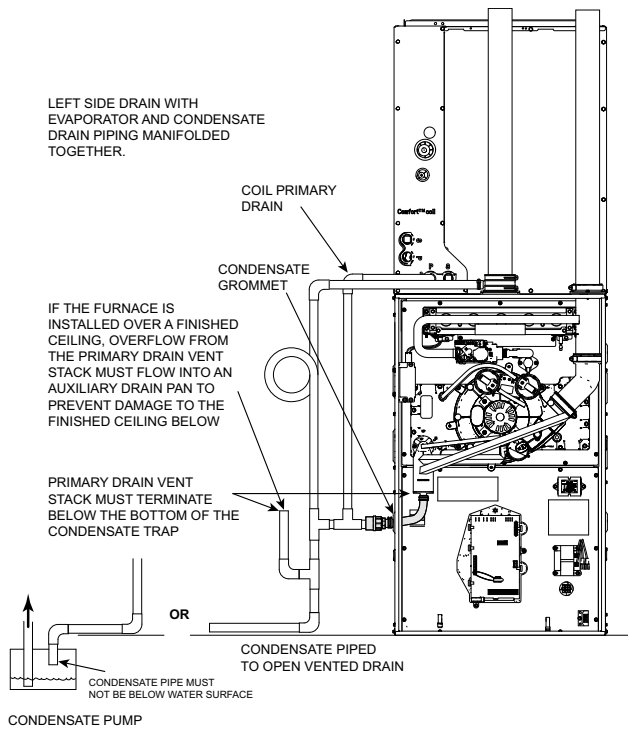 LEFT SIDE DRAIN WITH
EVAPORATOR AND CONDENSATE
DRAIN PIPING MANIFOLDED
TOGETHER.
COIL PRIMARY
DRAIN
Comfort™ coil
P S
CONDENSATE
GROMMET
IF THE FURNACE IS
INSTALLED OVER A FINISHED
CEILING, OVERFLOW FROM
THE PRIMARY DRAIN VENT
STACK MUST FLOW INTO AN
AUXILIARY DRAIN PAN TO
PREVENT DAMAGE TO THE
FINISHED CEILING BELOW
PRIMARY DRAIN VENT
STACK MUST TERMINATE
BELOW THE BOTTOM OF THE
CONDENSATE TRAP
OR
CONDENSATE PIPED
TO OPEN VENTED DRAIN
CONDENSATE PIPE MUST
NOT BE BELOW WATER SURFACE
CONDENSATE PUMP